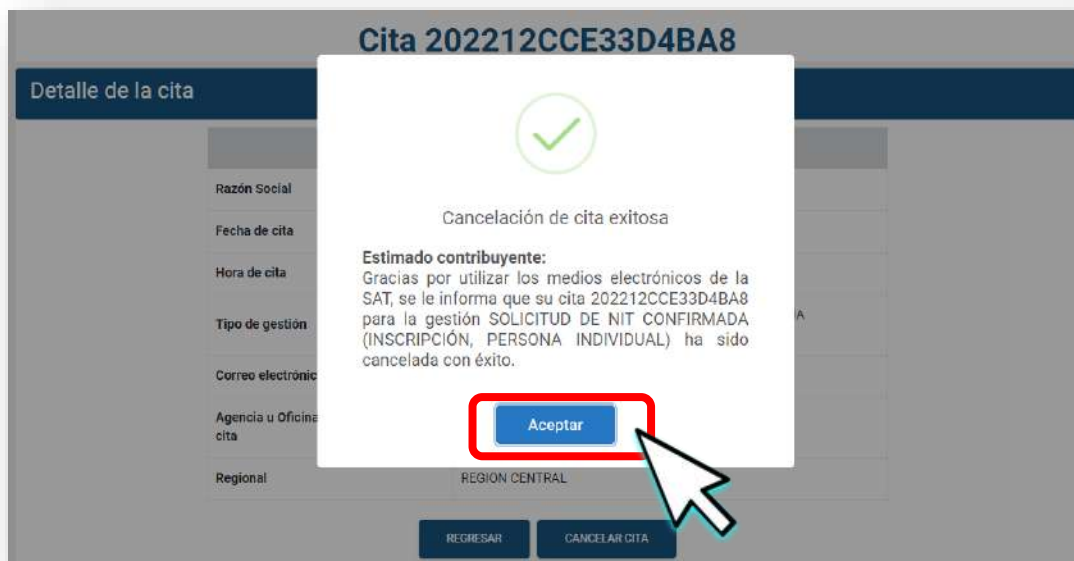 Cita 202212CCE33D4BA8
Detalle de la cita
Razón Social
Fecha de cita
Hora de cita
Tipo de gestión
A
Correo electrónic
Agencia u Oficina
cita
Regional
REGION CENTRAL
Cancelación de cita exitosa
Estimado contribuyente:
Gracias por utilizar los medios electrónicos de la
SAT, se le informa que su cita 202212CCE33D4BA8
para la gestión SOLICITUD DE NIT CONFIRMADA
(INSCRIPCIÓN, PERSONA INDIVIDUAL) ha sido
cancelada con éxito.
Aceptar
REGRESAR
CANCELAR CITA